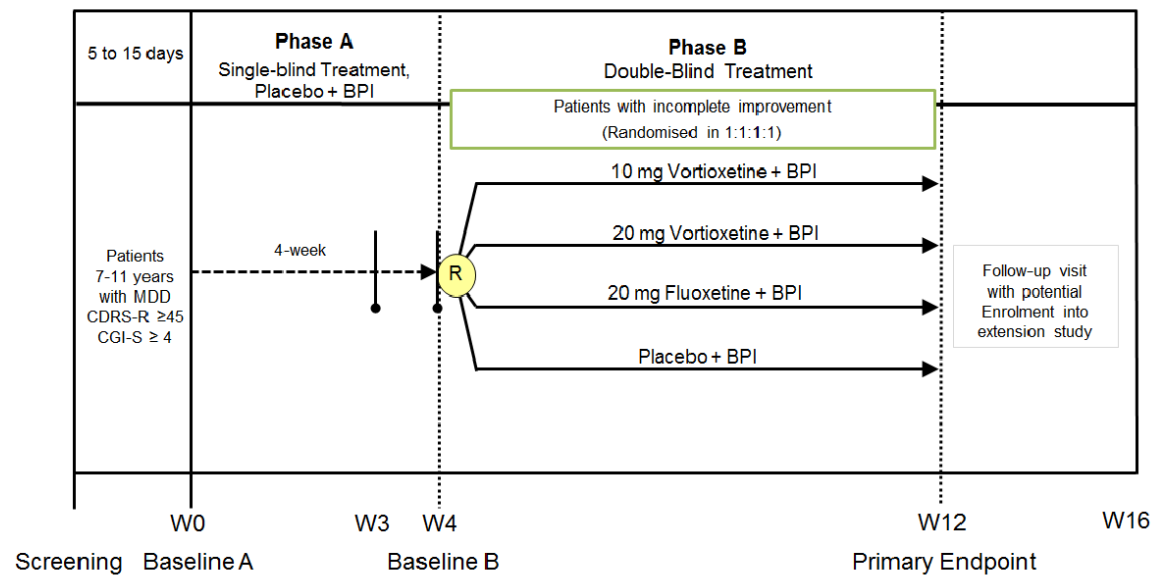 5 to 15 days
Phase A
Single-blind Treatment,
Placebo + BPI
Phase B
Double-Blind Treatment
Patients with incomplete improvement
(Randomised in 1:1:1:1)
Patients
7-11 years
with MDD
CDRS-R ≥45
CGI-S ≥ 4
4-week
R
10 mg Vortioxetine + BPI
20 mg Vortioxetine + BPI
20 mg Fluoxetine + BPI
Placebo + BPI
Follow-up visit
with potential
Enrolment into
extension study
W0
W3
W4
W12
W16
Screening
Baseline A
Baseline B
Primary Endpoint